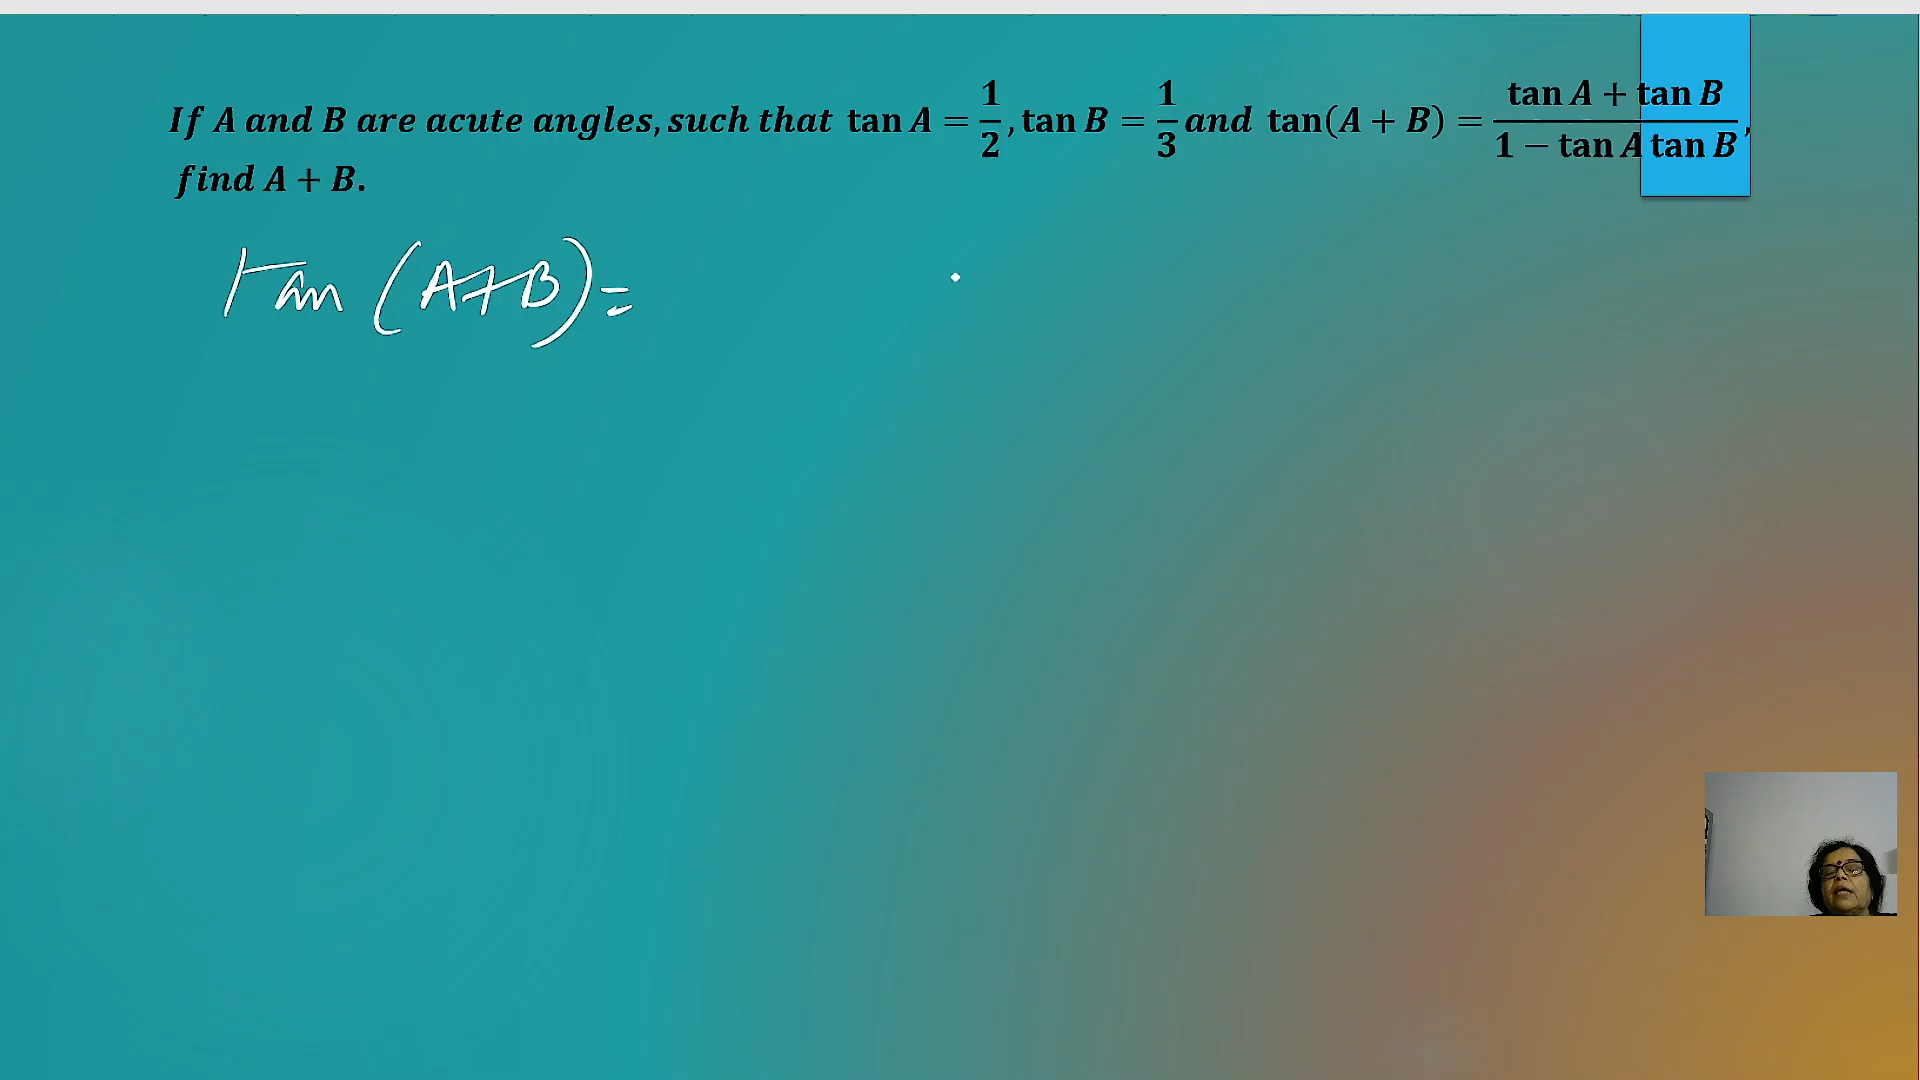 If A and B are acute angles, such that tan A = 1/2, tan B = 1/3 and tan(A + B) = (tan A + tan B)/(1 − tan A tan B),
find A + B.
tan (A+B) =